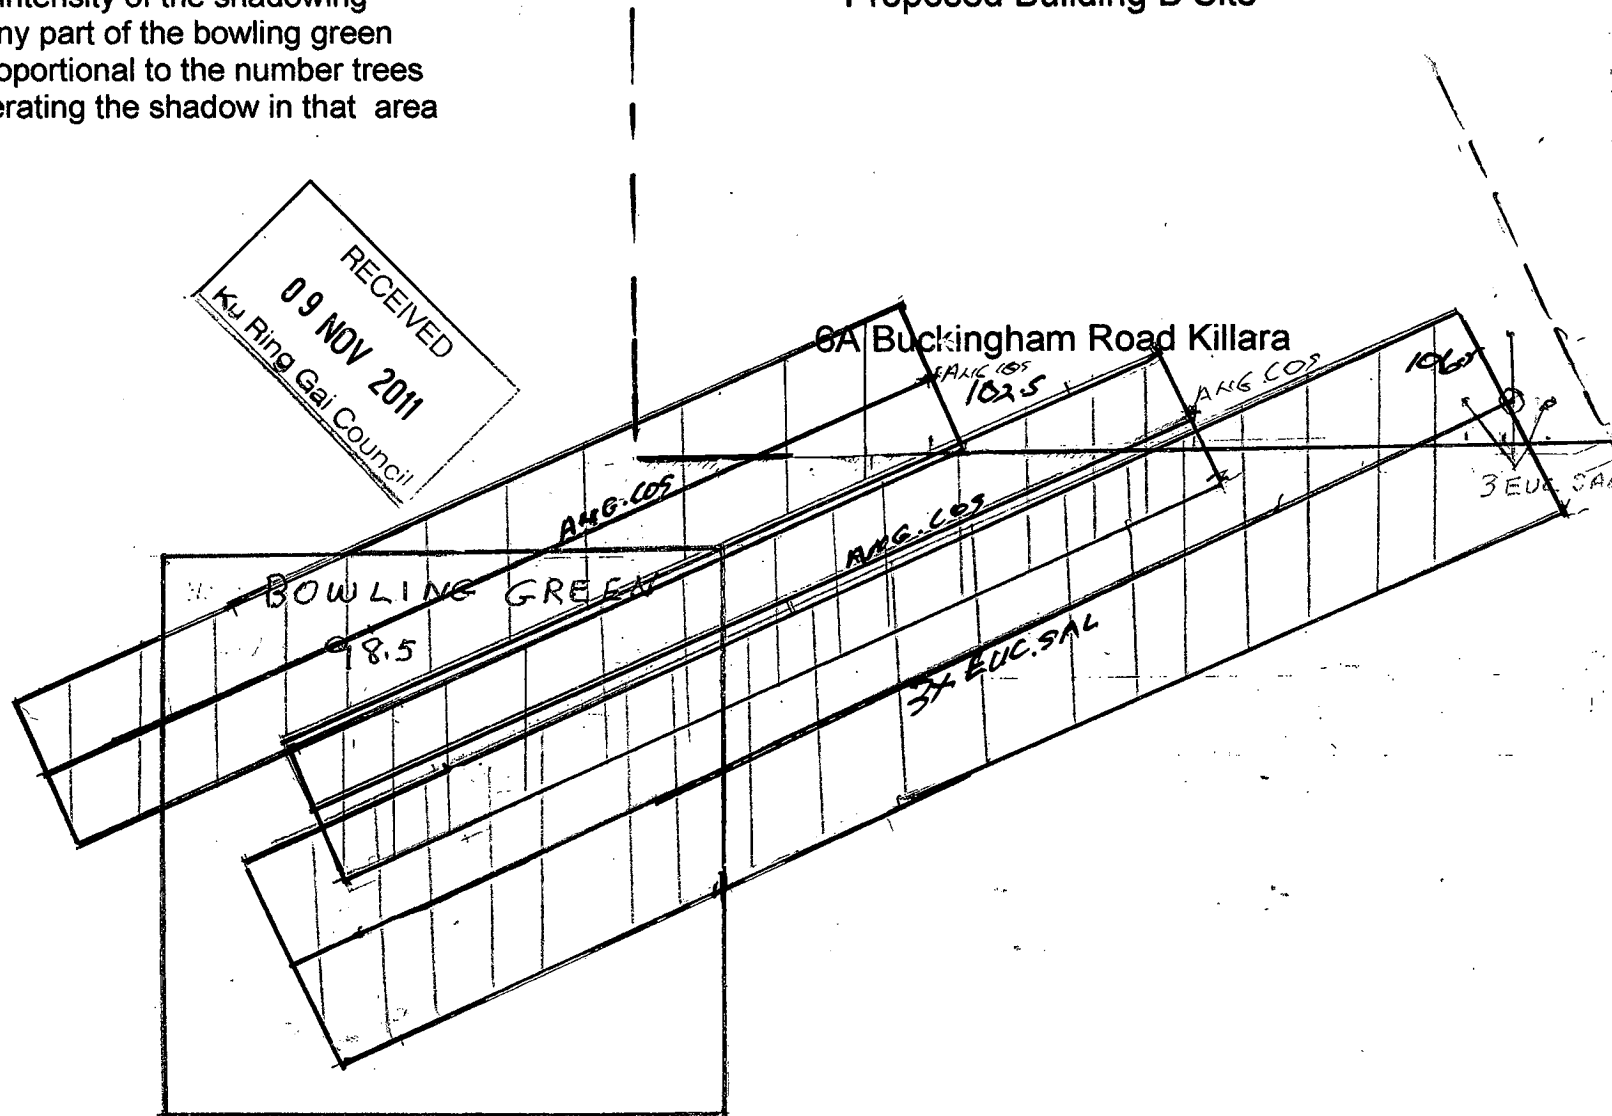 intensity of the shadowing
ny part of the bowling green
oportional to the number trees
erating the shadow in that area
Proposed Building B Site
RECEIVED
09 NOV 2011
Ku Ring Gai Council
6A Buckingham Road Killara
ANG COS
102.5
ANG.COS
106.5
3 EUC SAL
ANG.COS
ANG.COS
BOWLING GREEN
98.5
3X EUC.SAL